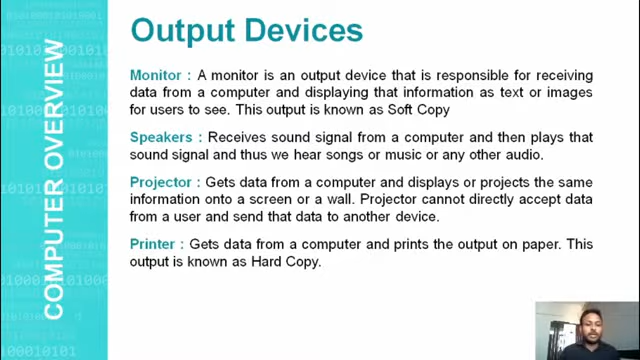 Output Devices
COMPUTER OVERVIEW
Monitor : A monitor is an output device that is responsible for receiving
data from a computer and displaying that information as text or images
for users to see. This output is known as Soft Copy
Speakers : Receives sound signal from a computer and then plays that
sound signal and thus we hear songs or music or any other audio.
Projector : Gets data from a computer and displays or projects the same
information onto a screen or a wall. Projector cannot directly accept data
from a user and send that data to another device.
Printer : Gets data from a computer and prints the output on paper. This
output is known as Hard Copy.